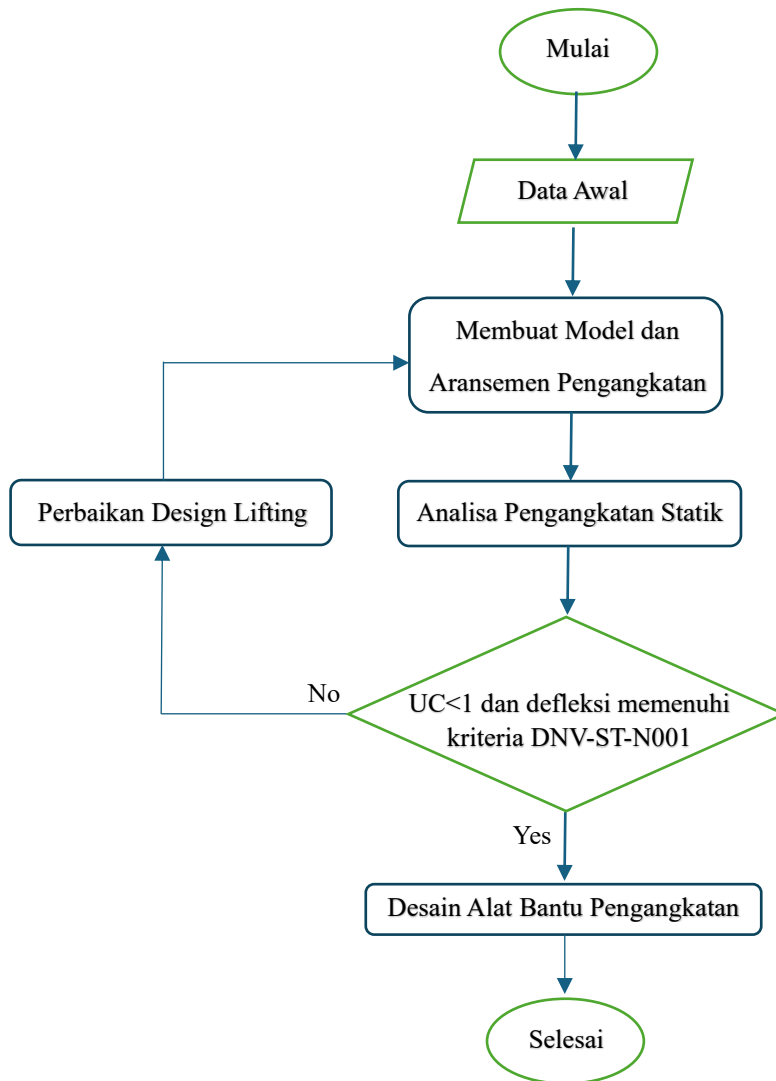 Mulai
Data Awal
Membuat Model dan
Aransemen Pengangkatan
Perbaikan Design Lifting
Analisa Pengangkatan Statik
No
UC<1 dan defleksi memenuhi
kriteria DNV-ST-N001
Yes
Desain Alat Bantu Pengangkatan
Selesai